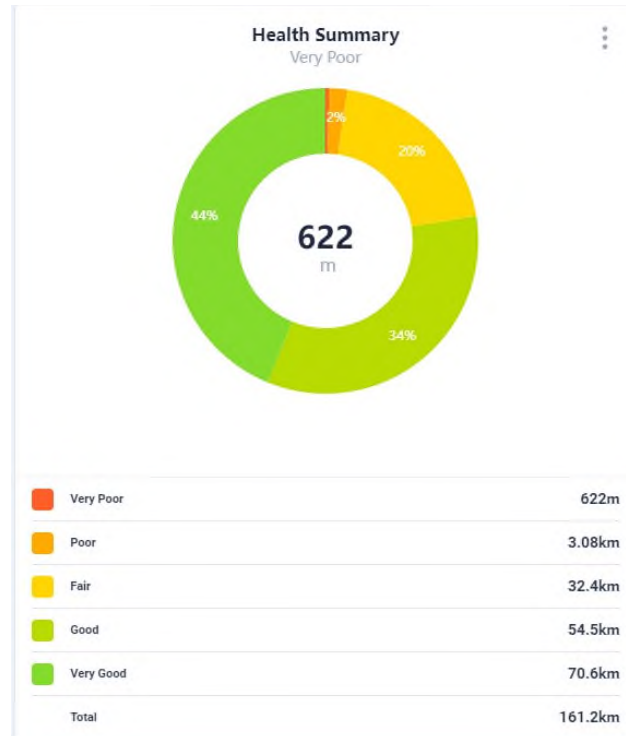 Health Summary
Very Poor
2%
20%
44%
622
m
34%
Very Poor 622m
Poor 3.08km
Fair 32.4km
Good 54.5km
Very Good 70.6km
Total 161.2km